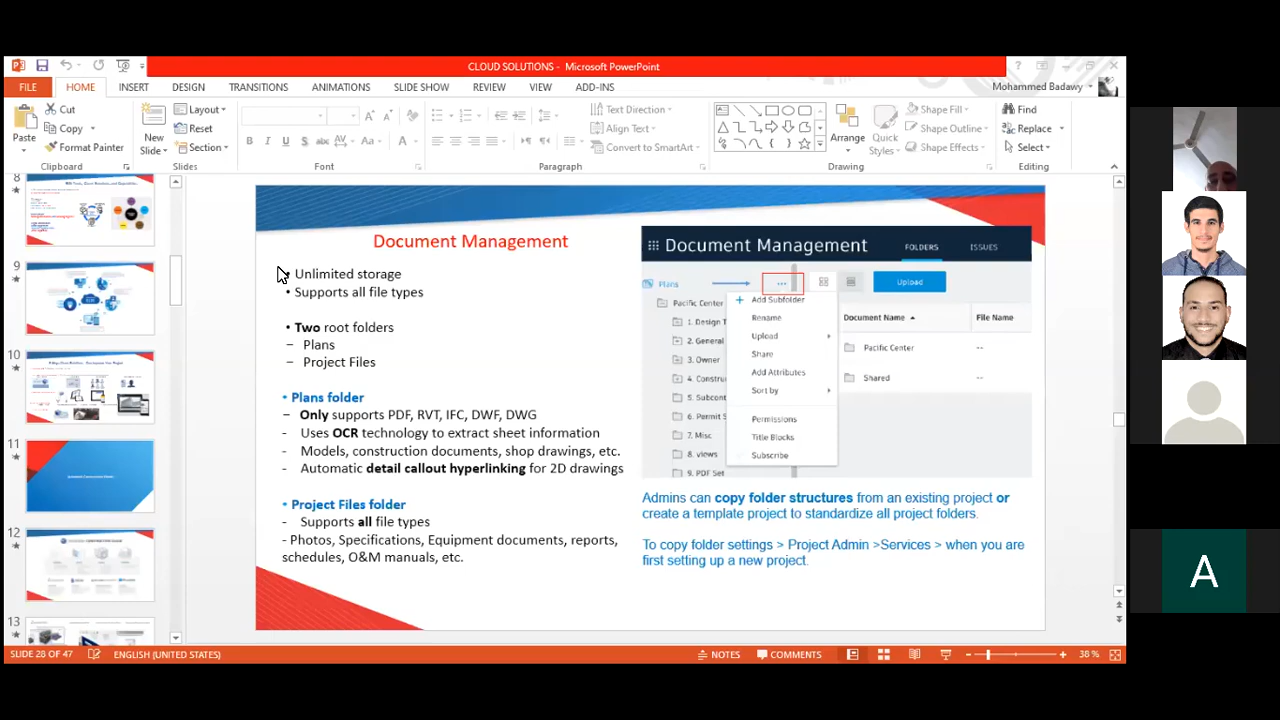 CLOUD SOLUTIONS - Microsoft PowerPoint
FILE
HOME
INSERT
DESIGN
TRANSITIONS
ANIMATIONS
SLIDE SHOW
REVIEW
VIEW
ADD-INS
Mohammed Badawy
Paste
Cut
Copy
Format Painter
Clipboard
New
Slide
Layout
Reset
Section
Slides
Font
Text Direction
Align Text
Convert to SmartArt
Paragraph
Arrange
Quick
Styles
Shape Fill
Shape Outline
Shape Effects
Drawing
Find
Replace
Select
Editing
8
9
10
11
12
13
Document Management
• Unlimited storage
• Supports all file types
• Two root folders
– Plans
– Project Files
• Plans folder
– Only supports PDF, RVT, IFC, DWF, DWG
- Uses OCR technology to extract sheet information
- Models, construction documents, shop drawings, etc.
- Automatic detail callout hyperlinking for 2D drawings
• Project Files folder
- Supports all file types
- Photos, Specifications, Equipment documents, reports,
schedules, O&M manuals, etc.
Document Management
FOLDERS
ISSUES
Plans
...
Upload
Pacific Center
1. Design T
2. General
3. Owner
4. Constru
5. Subcont
6. Permit S
7. Misc
8. views
9. PDF Set
+ Add Subfolder
Rename
Upload
Share
Add Attributes
Sort by
Permissions
Title Blocks
Subscribe
Document Name
File Name
Pacific Center
--
Shared
--
Admins can copy folder structures from an existing project or
create a template project to standardize all project folders.
To copy folder settings > Project Admin >Services > when you are
first setting up a new project.
SLIDE 28 OF 47
ENGLISH (UNITED STATES)
NOTES
COMMENTS
38 %
A